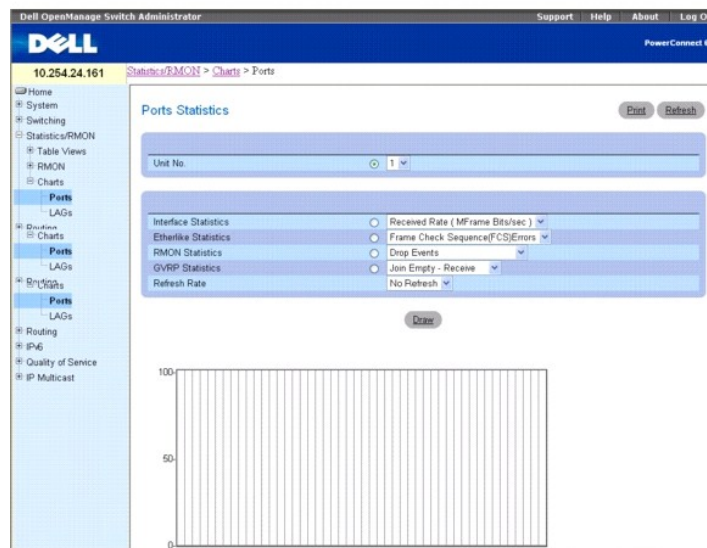 Dell OpenManage Switch Administrator Support Help About Log O
DELL
PowerConnect 6
10.254.24.161 Statistics/RMON > Charts > Ports
Home
System
Switching
Statistics/RMON
Table Views
RMON
Charts
Ports
LAGs
Routing
Charts
Ports
LAGs
Charts
Ports
LAGs
Routing
IPv6
Quality of Service
IP Multicast
Ports Statistics Print Refresh
Unit No. 1
Interface Statistics Received Rate ( MFrame Bits/sec )
Etherlike Statistics Frame Check Sequence(FCS)Errors
RMON Statistics Drop Events
GVRP Statistics Join Empty - Receive
Refresh Rate No Refresh
Draw
100
50
0